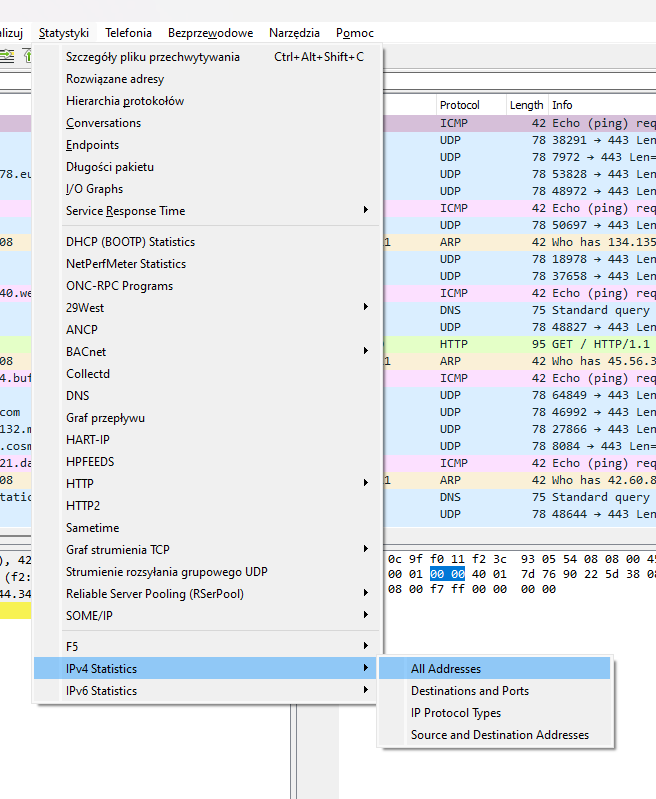 lizuj Statystyki Telefonia Bezprzewodowe Narzędzia Pomoc
Szczegóły pliku przechwytywania Ctrl+Alt+Shift+C
Rozwiązane adresy
Hierarchia protokołów
Conversations
Endpoints
Długości pakietu
I/O Graphs
Service Response Time
DHCP (BOOTP) Statistics
NetPerfMeter Statistics
ONC-RPC Programs
29West
ANCP
BACnet
Collectd
DNS
Graf przepływu
HART-IP
HPFEEDS
HTTP
HTTP2
Sametime
Graf strumienia TCP
Strumienie rozsyłania grupowego UDP
Reliable Server Pooling (RSerPool)
SOME/IP
F5
IPv4 Statistics
IPv6 Statistics
All Addresses
Destinations and Ports
IP Protocol Types
Source and Destination Addresses
Protocol Length Info
ICMP 42 Echo (ping) req
UDP 78 38291 → 443 Len
UDP 78 7972 → 443 Len=
78.eu UDP 78 53828 → 443 Len
UDP 78 48972 → 443 Len
ICMP 42 Echo (ping) req
UDP 78 50697 → 443 Len
08 1 ARP 42 Who has 134.135
UDP 78 18978 → 443 Len
UDP 78 37658 → 443 Len
40.we ICMP 42 Echo (ping) req
DNS 75 Standard query
UDP 78 48827 → 443 Len
HTTP 95 GET / HTTP/1.1
08 1 ARP 42 Who has 45.56.3
4.buf ICMP 42 Echo (ping) req
UDP 78 64849 → 443 Len
com UDP 78 46992 → 443 Len
132.m UDP 78 27866 → 443 Len
.cosm UDP 78 8084 → 443 Len=
21.da ICMP 42 Echo (ping) req
08 1 ARP 42 Who has 42.60.8
static DNS 75 Standard query
UDP 78 48644 → 443 Len
), 42 0c 9f f0 11 f2 3c 93 05 54 08 08 00 45
(f2: 00 01 00 00 40 01 7d 76 90 22 5d 38 08
44.34 08 00 f7 ff 00 00 00 00